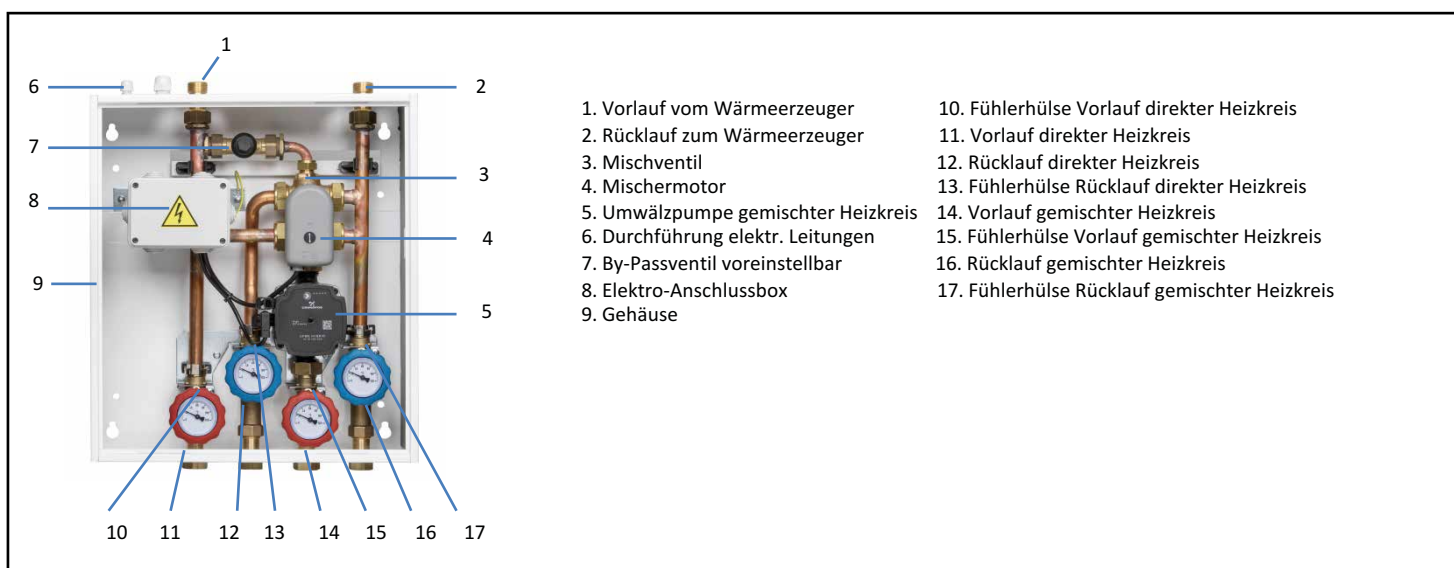 1
6
2
7
3
8
4
9
5
10
11
12
13
14
15
16
17
1. Vorlauf vom Wärmeerzeuger
2. Rücklauf zum Wärmeerzeuger
3. Mischventil
4. Mischermotor
5. Umwälzpumpe gemischter Heizkreis
6. Durchführung elektr. Leitungen
7. By-Passventil voreinstellbar
8. Elektro-Anschlussbox
9. Gehäuse
10. Fühlerhülse Vorlauf direkter Heizkreis
11. Vorlauf direkter Heizkreis
12. Rücklauf direkter Heizkreis
13. Fühlerhülse Rücklauf direkter Heizkreis
14. Vorlauf gemischter Heizkreis
15. Fühlerhülse Vorlauf gemischter Heizkreis
16. Rücklauf gemischter Heizkreis
17. Fühlerhülse Rücklauf gemischter Heizkreis